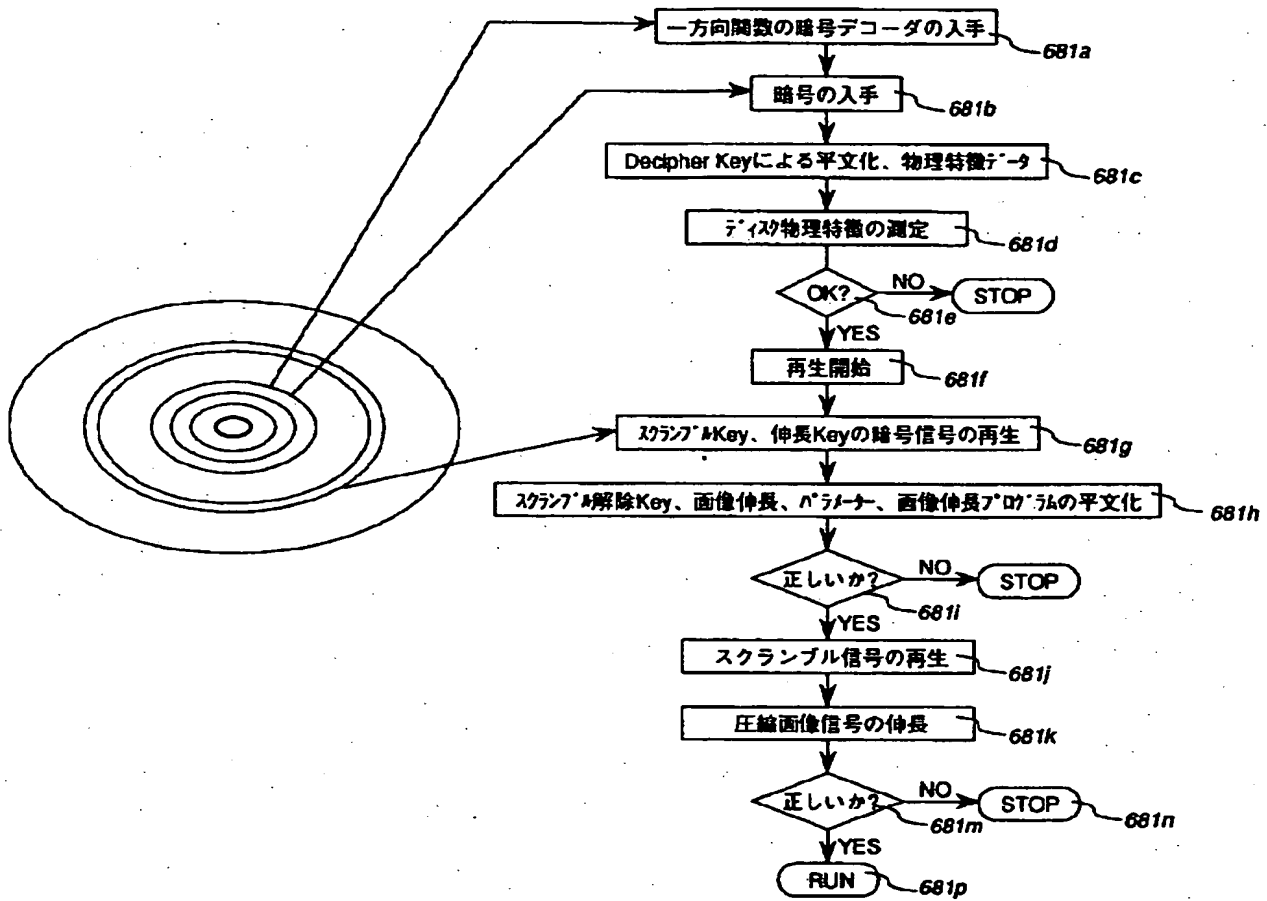 一方向関数の暗号デコーダの入手
681a
暗号の入手
681b
Decipher Keyによる平文化、物理特徴ﾃﾞｰﾀ
681c
ﾃﾞｨｽｸ物理特徴の測定
681d
OK?
NO
STOP
681e
YES
再生開始
681f
ｽｸﾗﾝﾌﾞﾙKey、伸長Keyの暗号信号の再生
681g
ｽｸﾗﾝﾌﾞﾙ解除Key、画像伸長、ﾊﾟﾗﾒｰﾀｰ、画像伸長ﾌﾟﾛｸﾞﾗﾑの平文化
681h
正しいか?
NO
STOP
681i
YES
スクランブル信号の再生
681j
圧縮画像信号の伸長
681k
正しいか?
NO
STOP
681n
681m
YES
RUN
681p